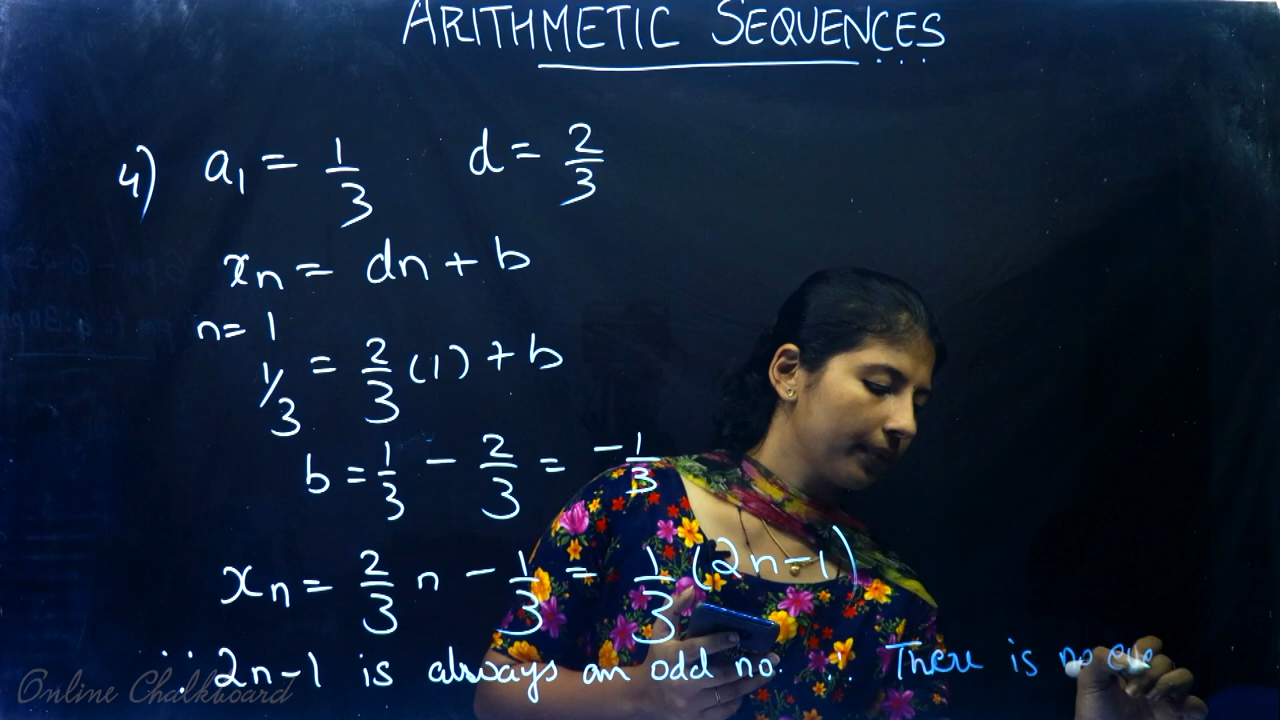 ARITHMETIC SEQUENCES...
4) a₁ = 1/3 d = 2/3
xn = dn + b
n = 1
1/3 = 2/3 (1) + b
b = 1/3 - 2/3 = -1/3
xn = 2/3 n - 1/3 = 1/3 (2n-1)
∵ 2n-1 is always an odd no. ∴ There is no eve
Online Chalkboard